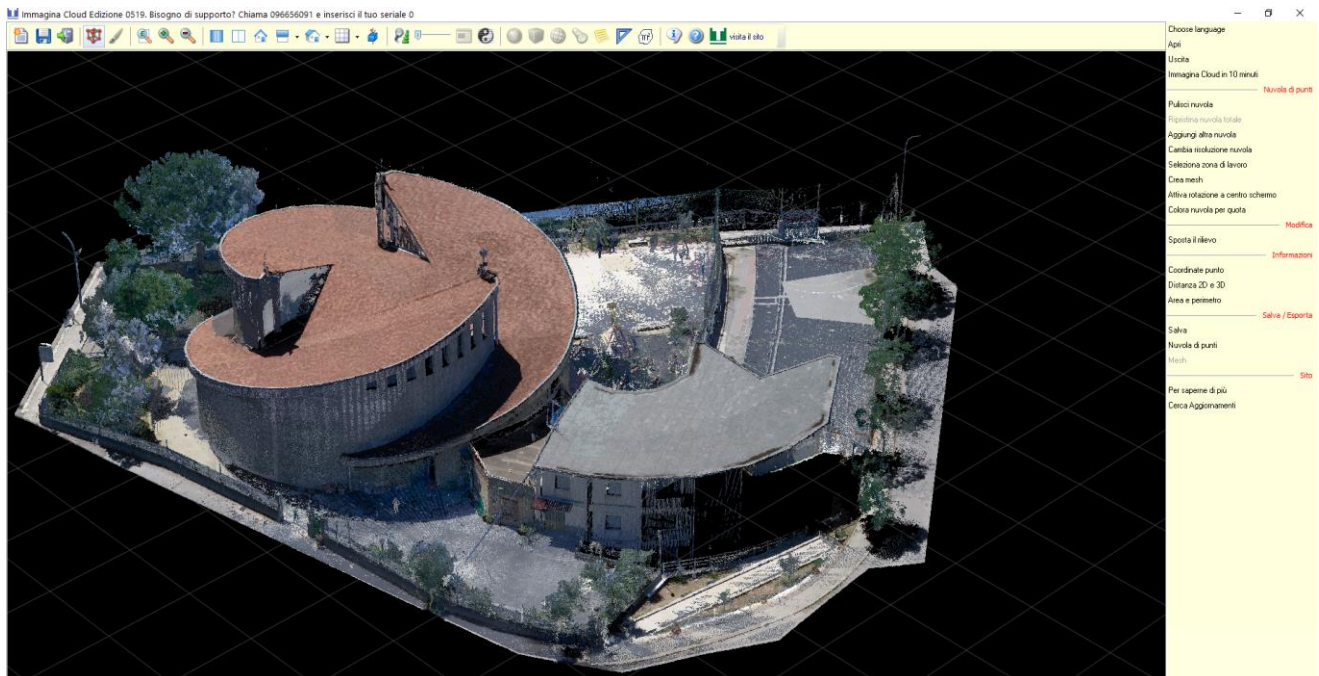 Immagina Cloud Edizione 0519. Bisogno di supporto? Chiama 096656091 e inserisci il tuo seriale 0
visita il sito
Choose language
Apri
Uscita
Immagina Cloud in 10 minuti
Nuvola di punti
Pulisci nuvola
Ripristina nuvola totale
Aggiungi altra nuvola
Cambia risoluzione nuvola
Seleziona zona di lavoro
Crea mesh
Attiva rotazione a centro schermo
Colora nuvola per quota
Modifica
Sposta il rilievo
Informazioni
Coordinate punto
Distanza 2D e 3D
Area e perimetro
Salva / Esporta
Salva
Nuvola di punti
Mesh
Sito
Per saperne di più
Cerca Aggiornamenti